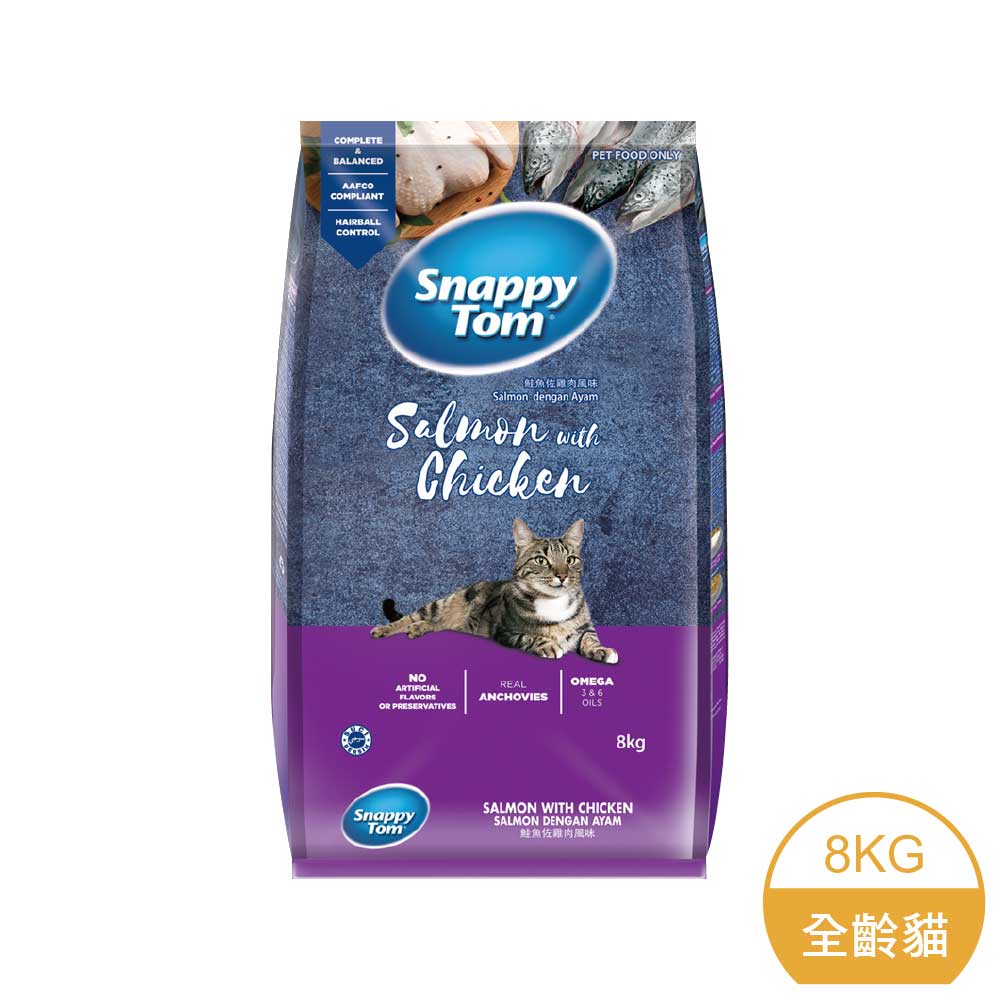 COMPLETE
&
BALANCED
AAFCO
COMPLIANT
HAIRBALL
CONTROL
PET FOOD ONLY
Snappy
Tom
鮭魚佐雞肉風味
Salmon dengan Ayam
Salmon with
Chicken
NO
ARTIFICIAL
FLAVORS
OR PRESERVATIVES
REAL
ANCHOVIES
OMEGA
3 & 6
OILS
SUCI
BERSIH
8kg
Snappy
Tom
SALMON WITH CHICKEN
SALMON DENGAN AYAM
鮭魚佐雞肉風味
8KG
全齡貓